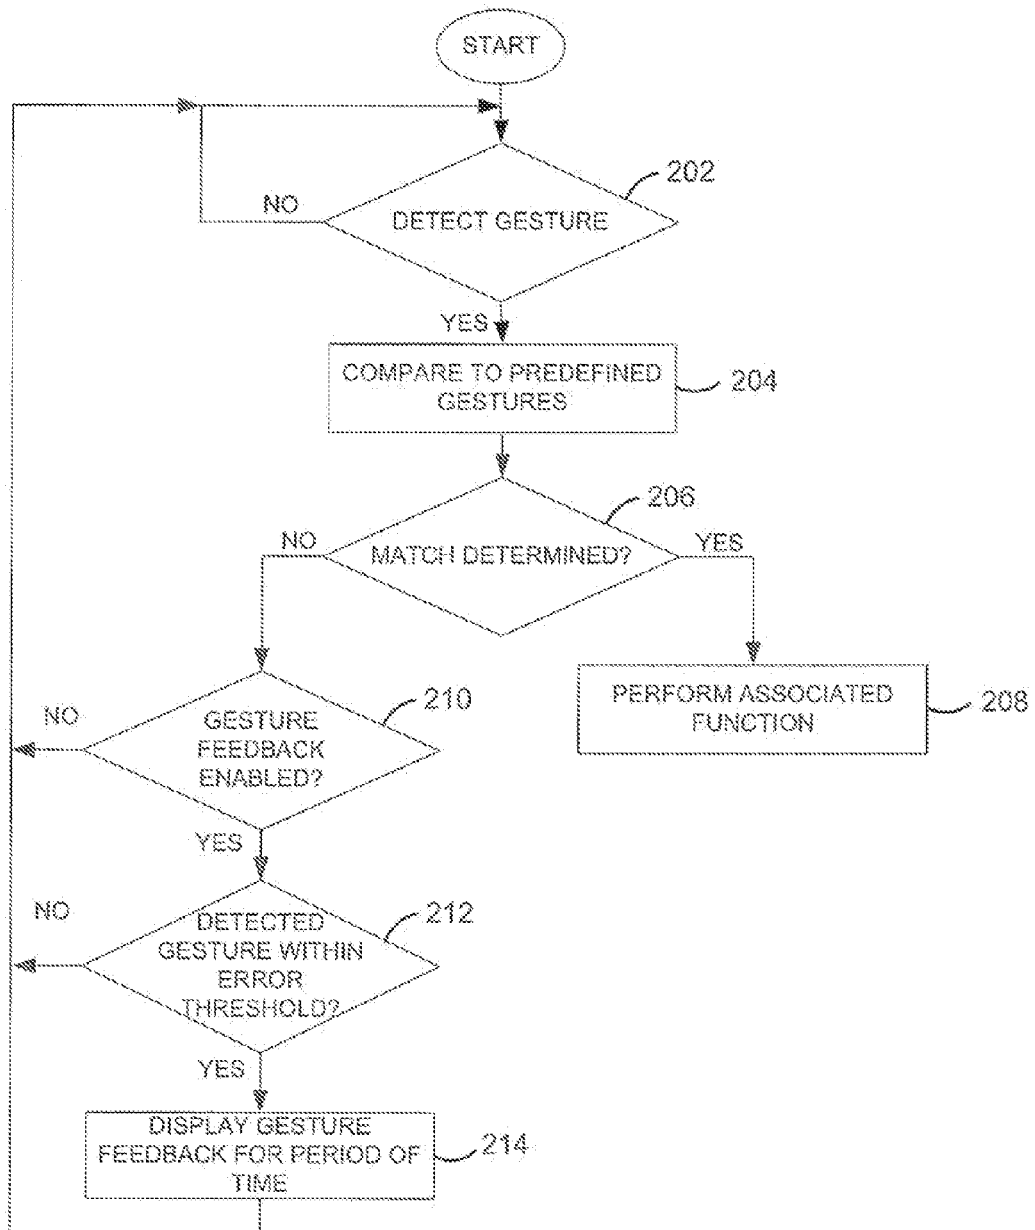 START
202
NO
DETECT GESTURE
YES
COMPARE TO PREDEFINED
GESTURES
204
206
NO
MATCH DETERMINED?
YES
PERFORM ASSOCIATED
FUNCTION
208
210
NO
GESTURE
FEEDBACK
ENABLED?
YES
212
NO
DETECTED
GESTURE WITHIN
ERROR
THRESHOLD?
YES
DISPLAY GESTURE
FEEDBACK FOR PERIOD OF
TIME
214